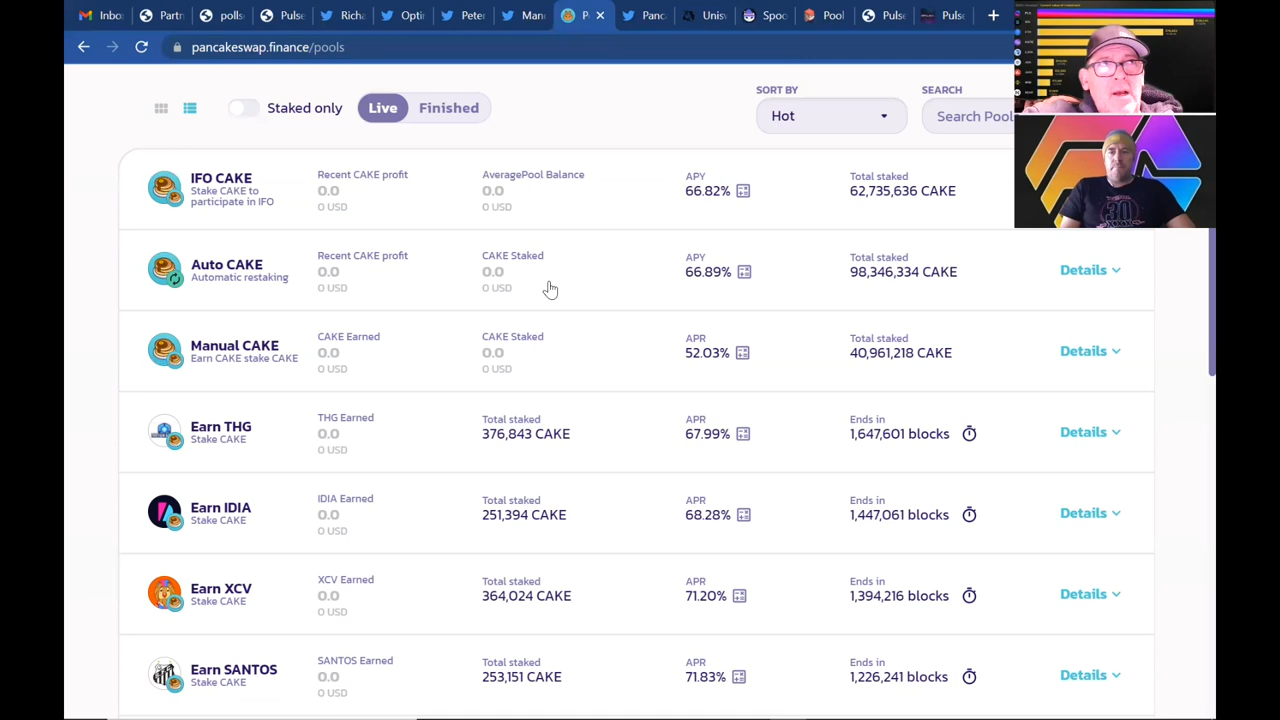 Inbo
Partn
polls
Pulse
Richa
Opti
Peter
Man
P
Panc
Unis
Spoo
Pool
Pulse
Pulse
pancakeswap.finance/pools
Staked only
Live
Finished
SORT BY
Hot
SEARCH
Search Pool
IFO CAKE
Stake CAKE to
participate in IFO
Recent CAKE profit
0.0
0 USD
AveragePool Balance
0.0
0 USD
APY
66.82%
Total staked
62,735,636 CAKE
Auto CAKE
Automatic restaking
Recent CAKE profit
0.0
0 USD
CAKE Staked
0.0
0 USD
APY
66.89%
Total staked
98,346,334 CAKE
Details
Manual CAKE
Earn CAKE stake CAKE
CAKE Earned
0.0
0 USD
CAKE Staked
0.0
0 USD
APR
52.03%
Total staked
40,961,218 CAKE
Details
Earn THG
Stake CAKE
THG Earned
0.0
0 USD
Total staked
376,843 CAKE
APR
67.99%
Ends in
1,647,601 blocks
Details
Earn IDIA
Stake CAKE
IDIA Earned
0.0
0 USD
Total staked
251,394 CAKE
APR
68.28%
Ends in
1,447,061 blocks
Details
Earn XCV
Stake CAKE
XCV Earned
0.0
0 USD
Total staked
364,024 CAKE
APR
71.20%
Ends in
1,394,216 blocks
Details
Earn SANTOS
Stake CAKE
SANTOS Earned
0.0
0 USD
Total staked
253,151 CAKE
APR
71.83%
Ends in
1,226,241 blocks
Details
30